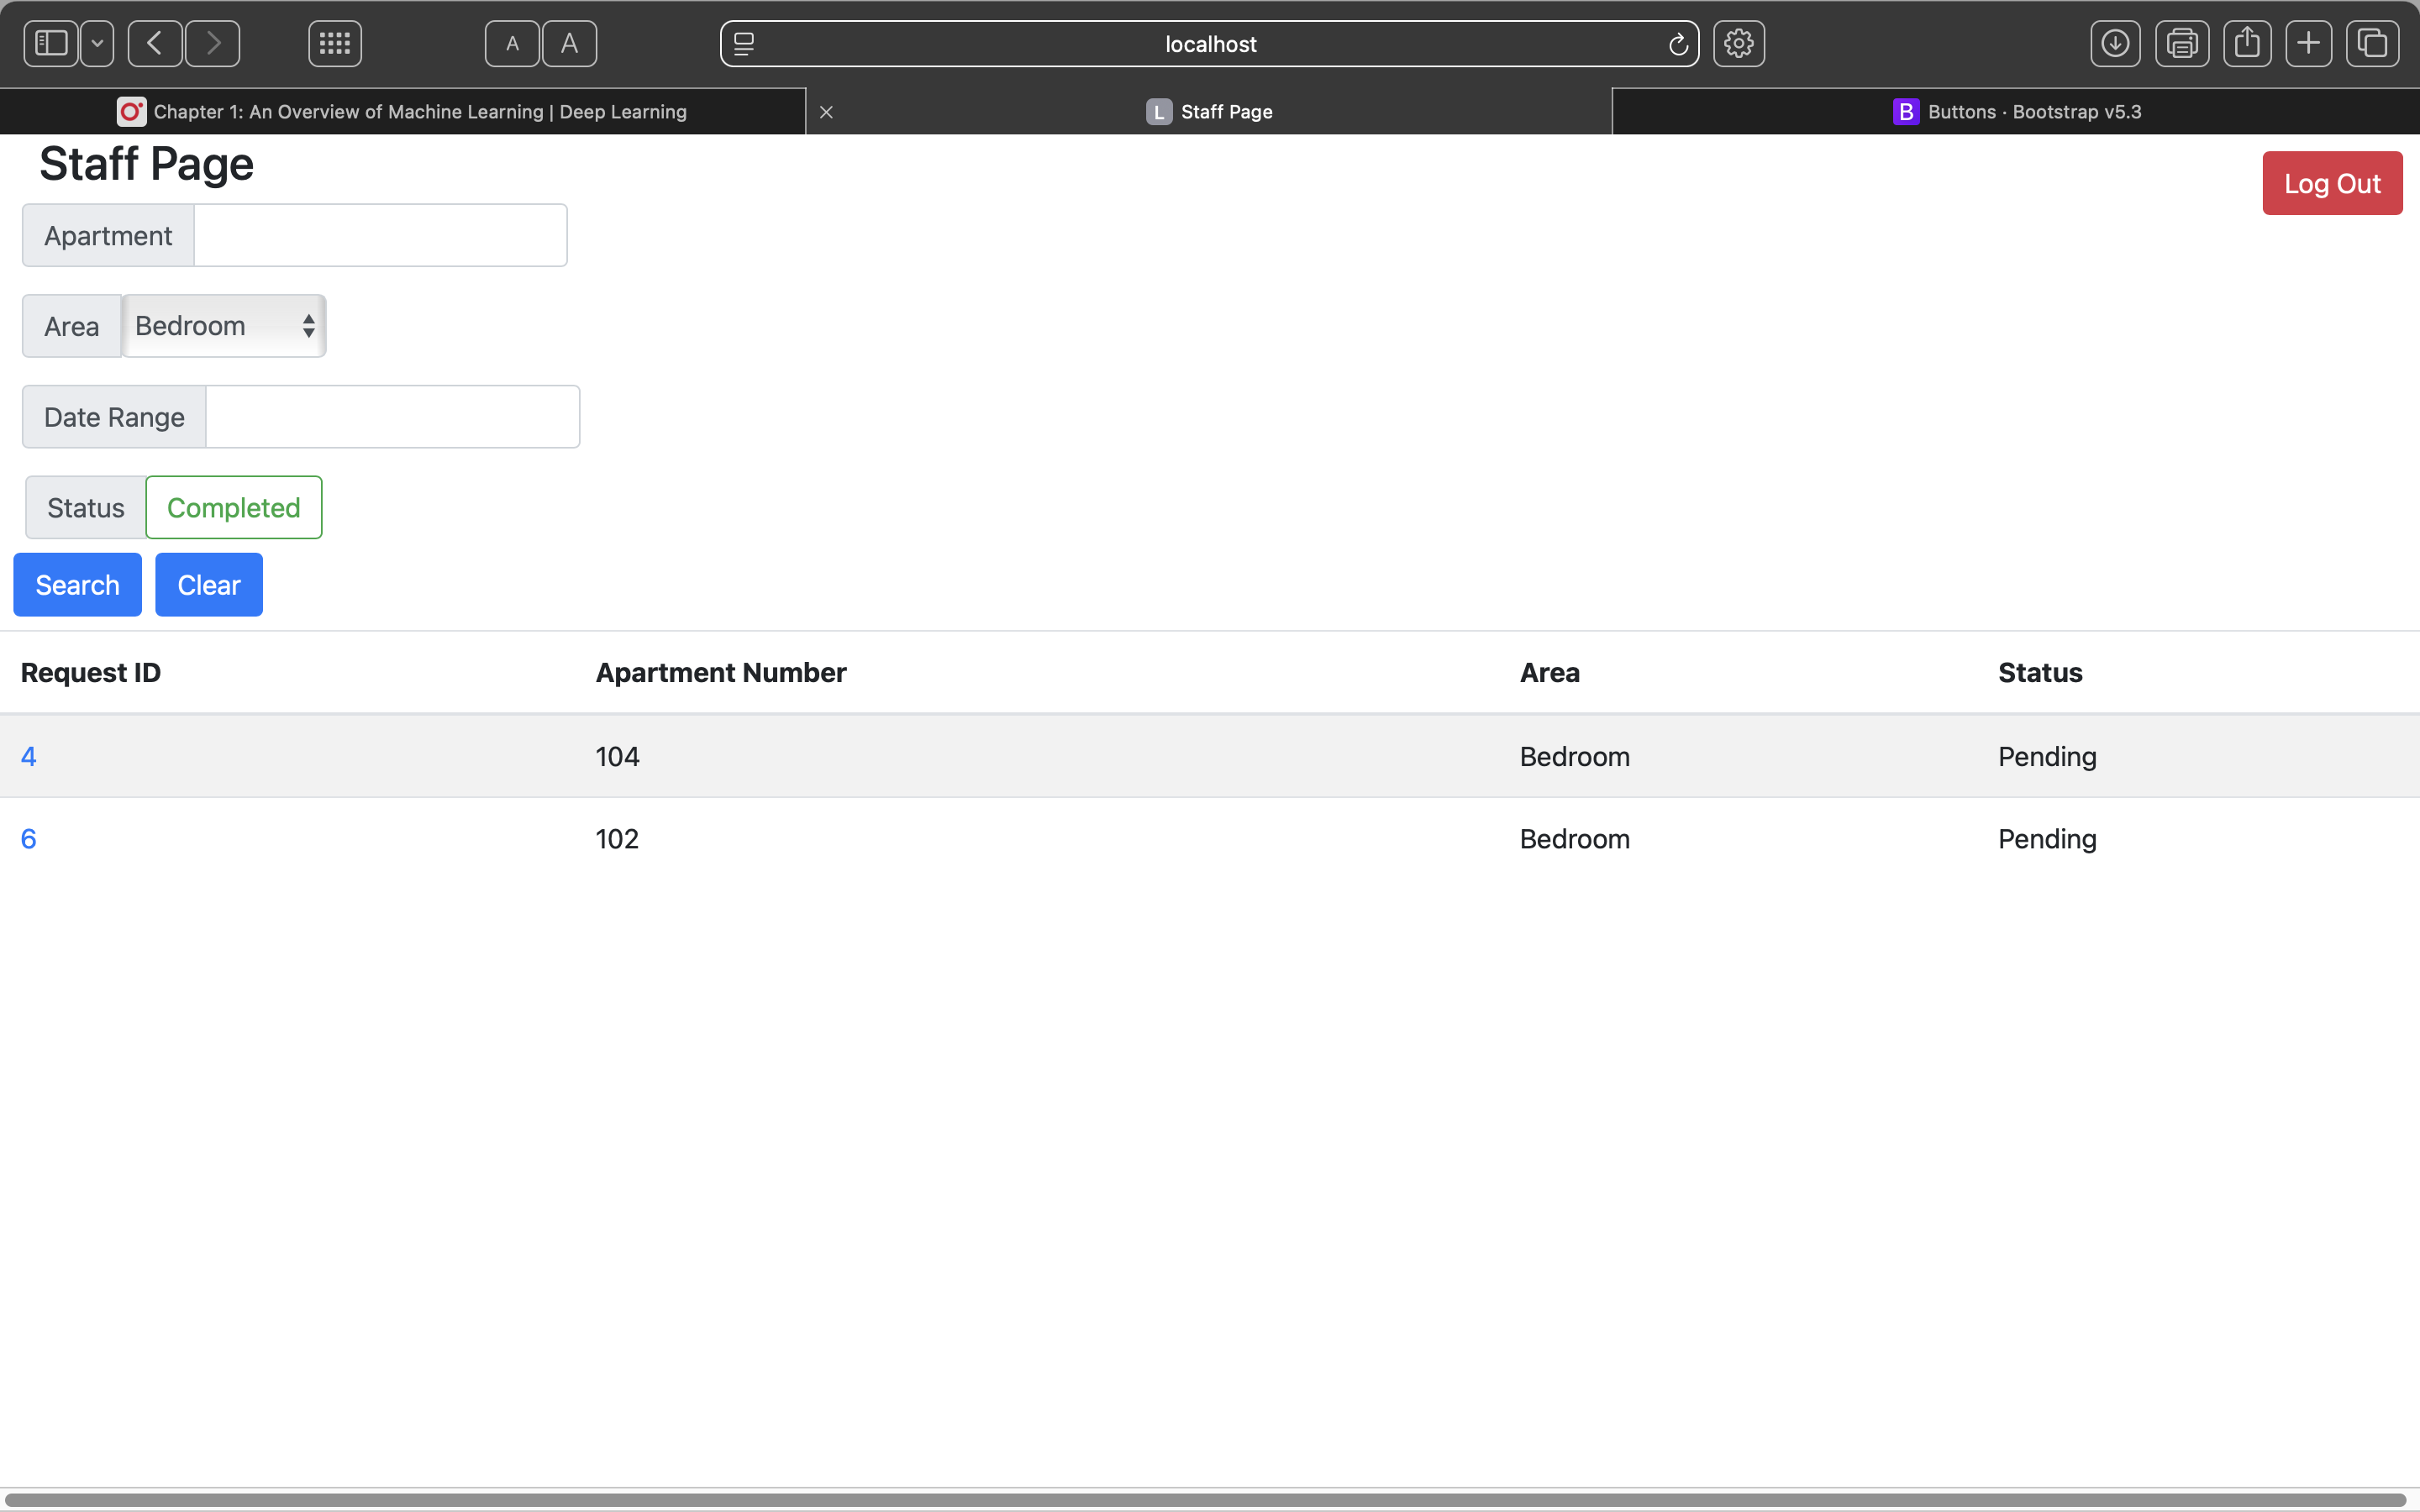 A A
localhost
Chapter 1: An Overview of Machine Learning | Deep Learning
L Staff Page
B Buttons · Bootstrap v5.3
Staff Page
Log Out
Apartment
Area Bedroom
Date Range
Status Completed
Search Clear
Request ID Apartment Number Area Status
4 104 Bedroom Pending
6 102 Bedroom Pending